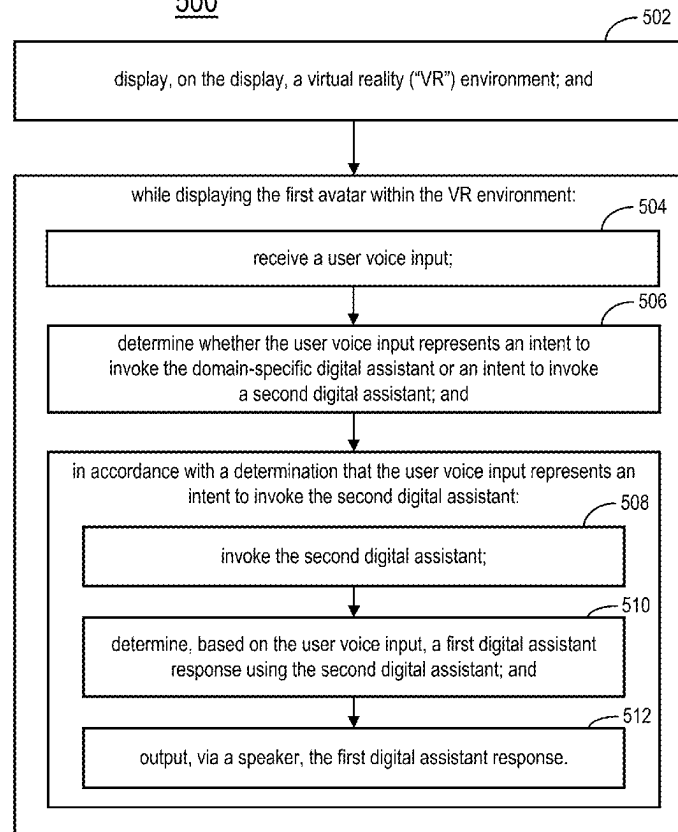 500
502
display, on the display, a virtual reality (“VR”) environment; and
while displaying the first avatar within the VR environment:
504
receive a user voice input;
506
determine whether the user voice input represents an intent to
invoke the domain-specific digital assistant or an intent to invoke
a second digital assistant; and
in accordance with a determination that the user voice input represents an
intent to invoke the second digital assistant:
508
invoke the second digital assistant;
510
determine, based on the user voice input, a first digital assistant
response using the second digital assistant; and
512
output, via a speaker, the first digital assistant response.